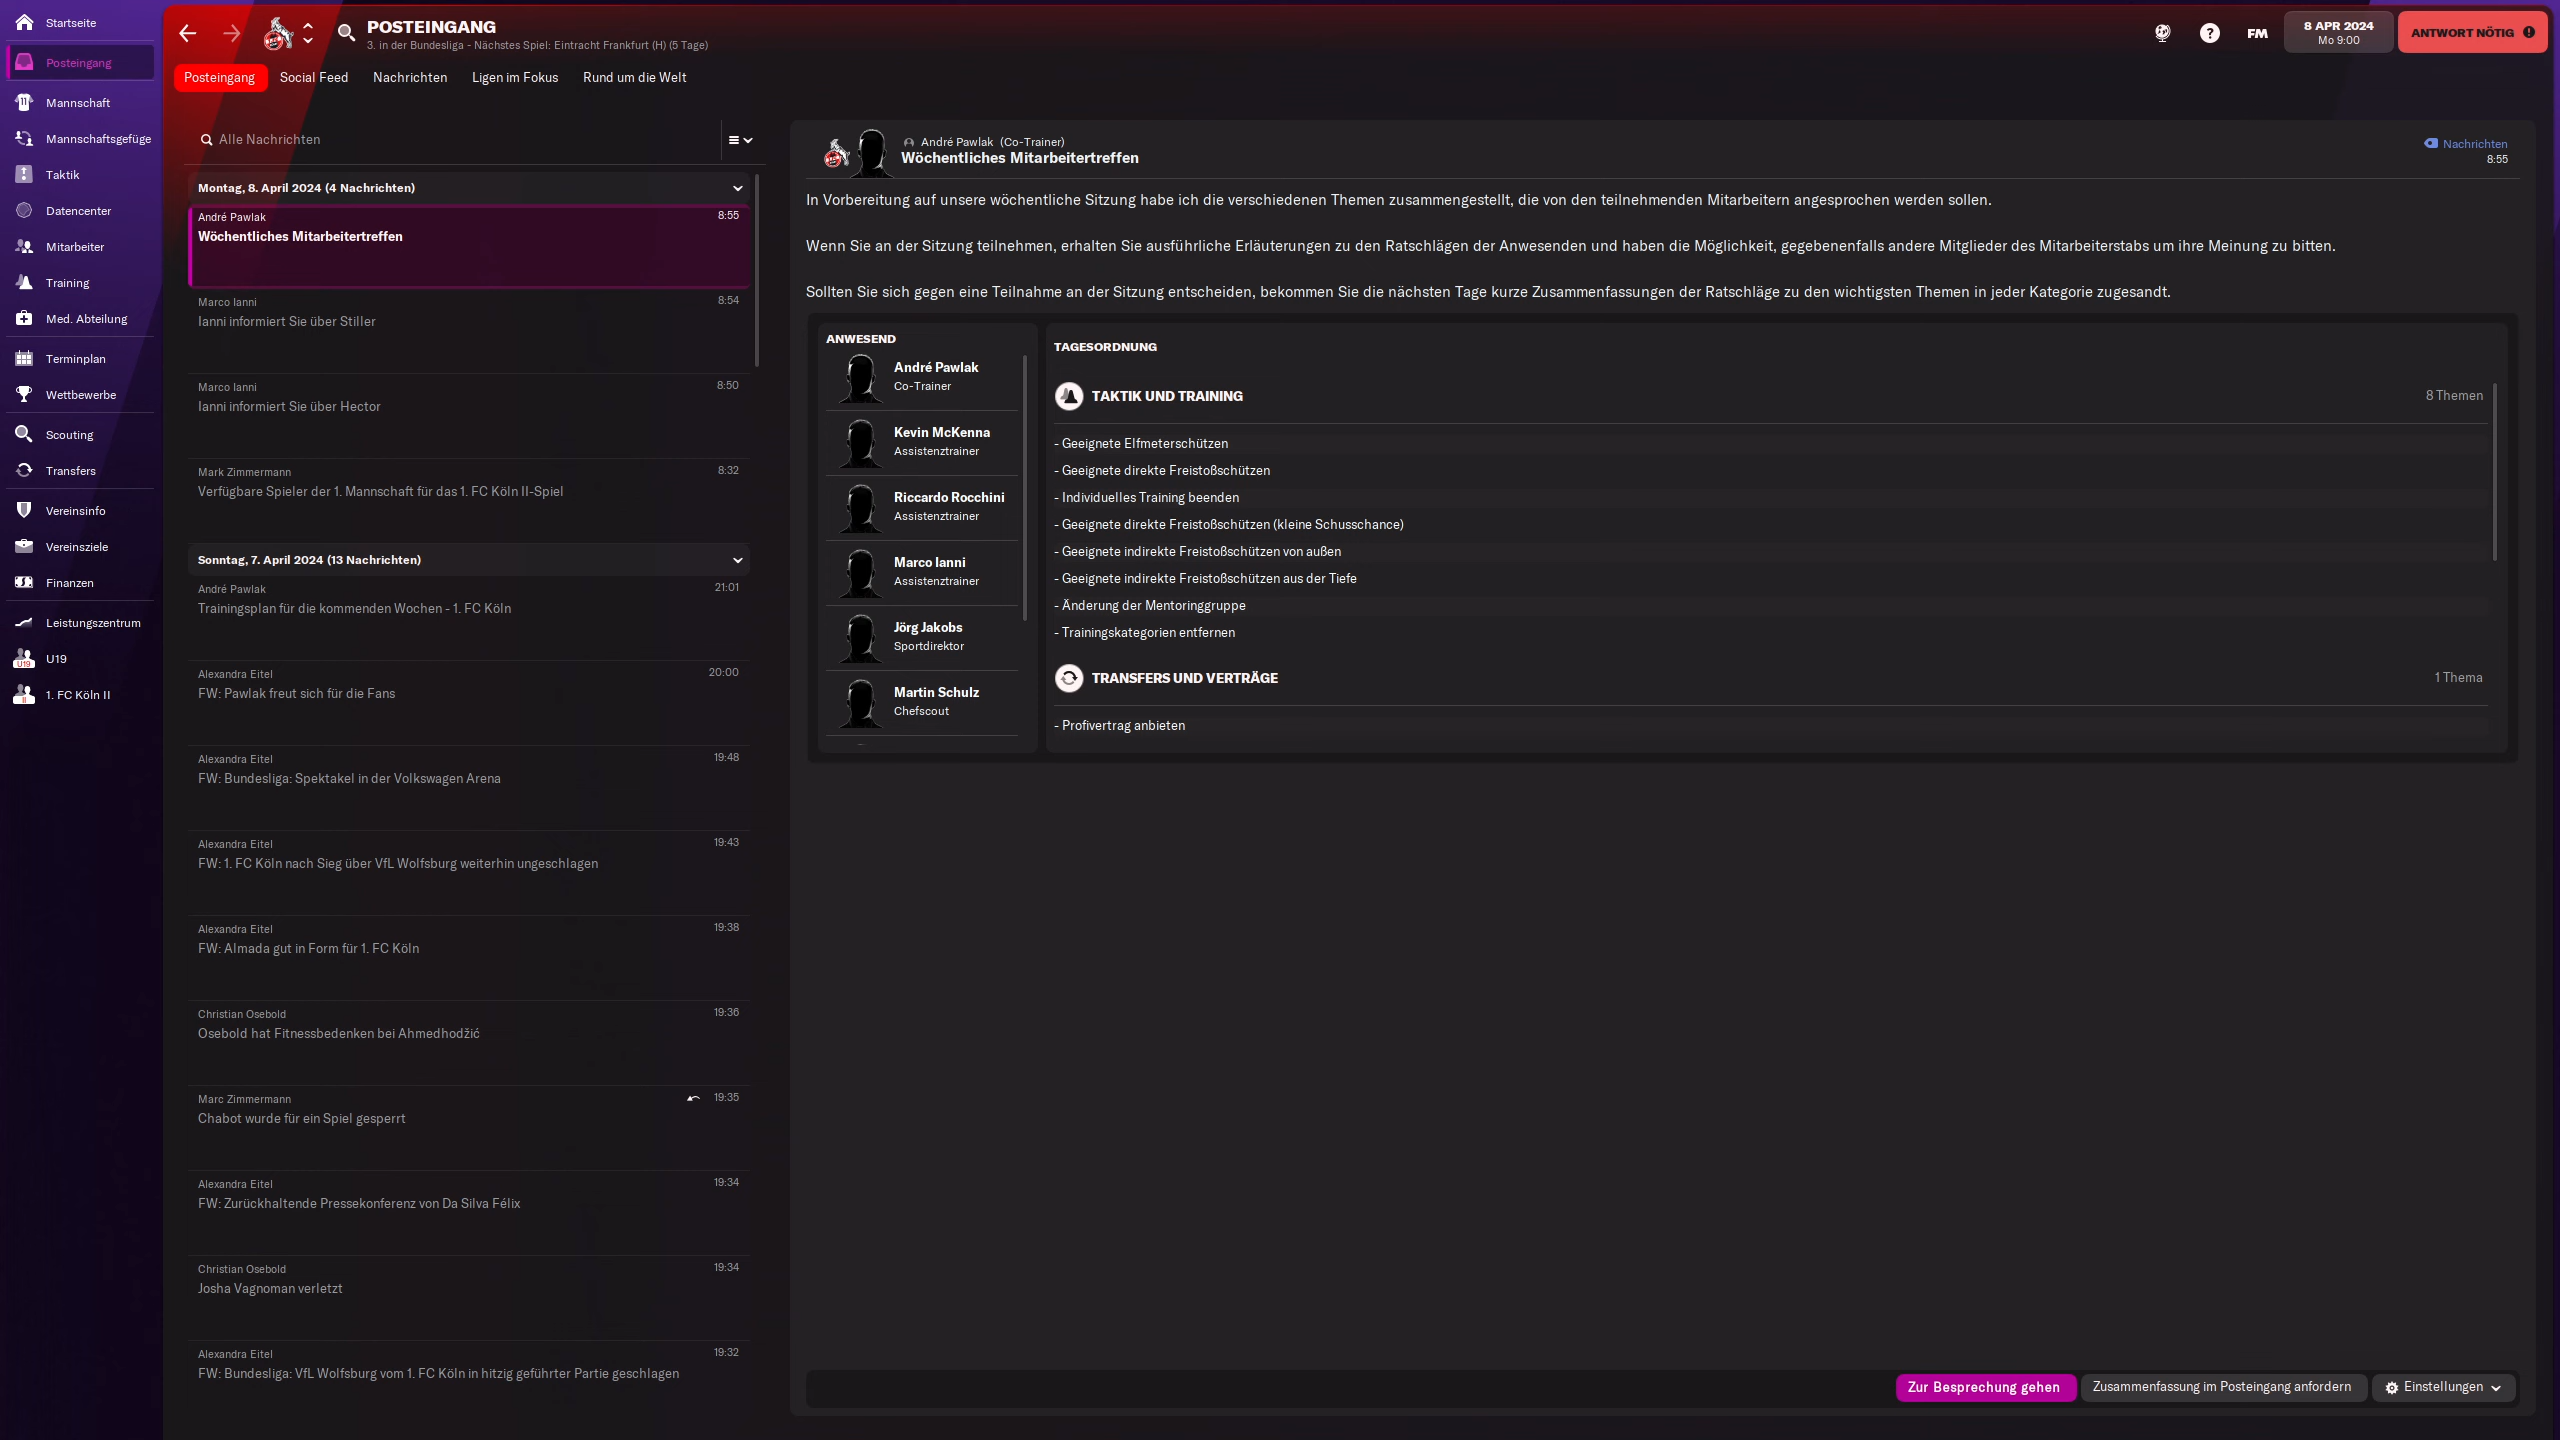 Startseite
Posteingang
Mannschaft
Mannschaftsgefüge
Taktik
Datencenter
Mitarbeiter
Training
Med. Abteilung
Terminplan
Wettbewerbe
Scouting
Transfers
Vereinsinfo
Vereinsziele
Finanzen
Leistungszentrum
U19
1. FC Köln II
POSTEINGANG
3. in der Bundesliga - Nächstes Spiel: Eintracht Frankfurt (H) (5 Tage)
FM
8 APR 2024
Mo 9:00
ANTWORT NÖTIG
Posteingang
Social Feed
Nachrichten
Ligen im Fokus
Rund um die Welt
Alle Nachrichten
Montag, 8. April 2024 (4 Nachrichten)
André Pawlak 8:55
Wöchentliches Mitarbeitertreffen
Marco Ianni 8:54
Ianni informiert Sie über Stiller
Marco Ianni 8:50
Ianni informiert Sie über Hector
Mark Zimmermann 8:32
Verfügbare Spieler der 1. Mannschaft für das 1. FC Köln II-Spiel
Sonntag, 7. April 2024 (13 Nachrichten)
André Pawlak 21:01
Trainingsplan für die kommenden Wochen - 1. FC Köln
Alexandra Eitel 20:00
FW: Pawlak freut sich für die Fans
Alexandra Eitel 19:48
FW: Bundesliga: Spektakel in der Volkswagen Arena
Alexandra Eitel 19:43
FW: 1. FC Köln nach Sieg über VfL Wolfsburg weiterhin ungeschlagen
Alexandra Eitel 19:38
FW: Almada gut in Form für 1. FC Köln
Christian Osebold 19:36
Osebold hat Fitnessbedenken bei Ahmedhodžić
Marc Zimmermann 19:35
Chabot wurde für ein Spiel gesperrt
Alexandra Eitel 19:34
FW: Zurückhaltende Pressekonferenz von Da Silva Félix
Christian Osebold 19:34
Josha Vagnoman verletzt
Alexandra Eitel 19:32
FW: Bundesliga: VfL Wolfsburg vom 1. FC Köln in hitzig geführter Partie geschlagen
André Pawlak (Co-Trainer)
Wöchentliches Mitarbeitertreffen
Nachrichten
8:55
In Vorbereitung auf unsere wöchentliche Sitzung habe ich die verschiedenen Themen zusammengestellt, die von den teilnehmenden Mitarbeitern angesprochen werden sollen.
Wenn Sie an der Sitzung teilnehmen, erhalten Sie ausführliche Erläuterungen zu den Ratschlägen der Anwesenden und haben die Möglichkeit, gegebenenfalls andere Mitglieder des Mitarbeiterstabs um ihre Meinung zu bitten.
Sollten Sie sich gegen eine Teilnahme an der Sitzung entscheiden, bekommen Sie die nächsten Tage kurze Zusammenfassungen der Ratschläge zu den wichtigsten Themen in jeder Kategorie zugesandt.
ANWESEND
André Pawlak
Co-Trainer
Kevin McKenna
Assistenztrainer
Riccardo Rocchini
Assistenztrainer
Marco Ianni
Assistenztrainer
Jörg Jakobs
Sportdirektor
Martin Schulz
Chefscout
TAGESORDNUNG
TAKTIK UND TRAINING 8 Themen
- Geeignete Elfmeterschützen
- Geeignete direkte Freistoßschützen
- Individuelles Training beenden
- Geeignete direkte Freistoßschützen (kleine Schusschance)
- Geeignete indirekte Freistoßschützen von außen
- Geeignete indirekte Freistoßschützen aus der Tiefe
- Änderung der Mentoringgruppe
- Trainingskategorien entfernen
TRANSFERS UND VERTRÄGE 1 Thema
- Profivertrag anbieten
Zur Besprechung gehen
Zusammenfassung im Posteingang anfordern
Einstellungen